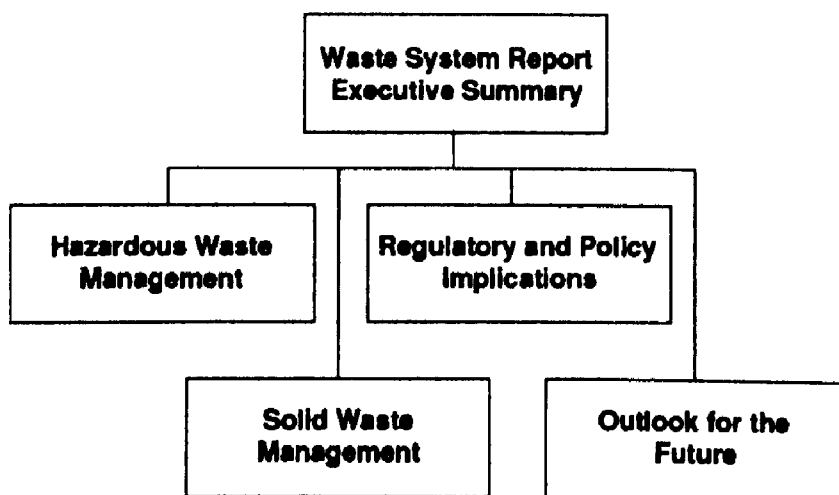 Waste System Report
Executive Summary
Hazardous Waste
Management
Regulatory and Policy
Implications
Solid Waste
Management
Outlook for the
Future